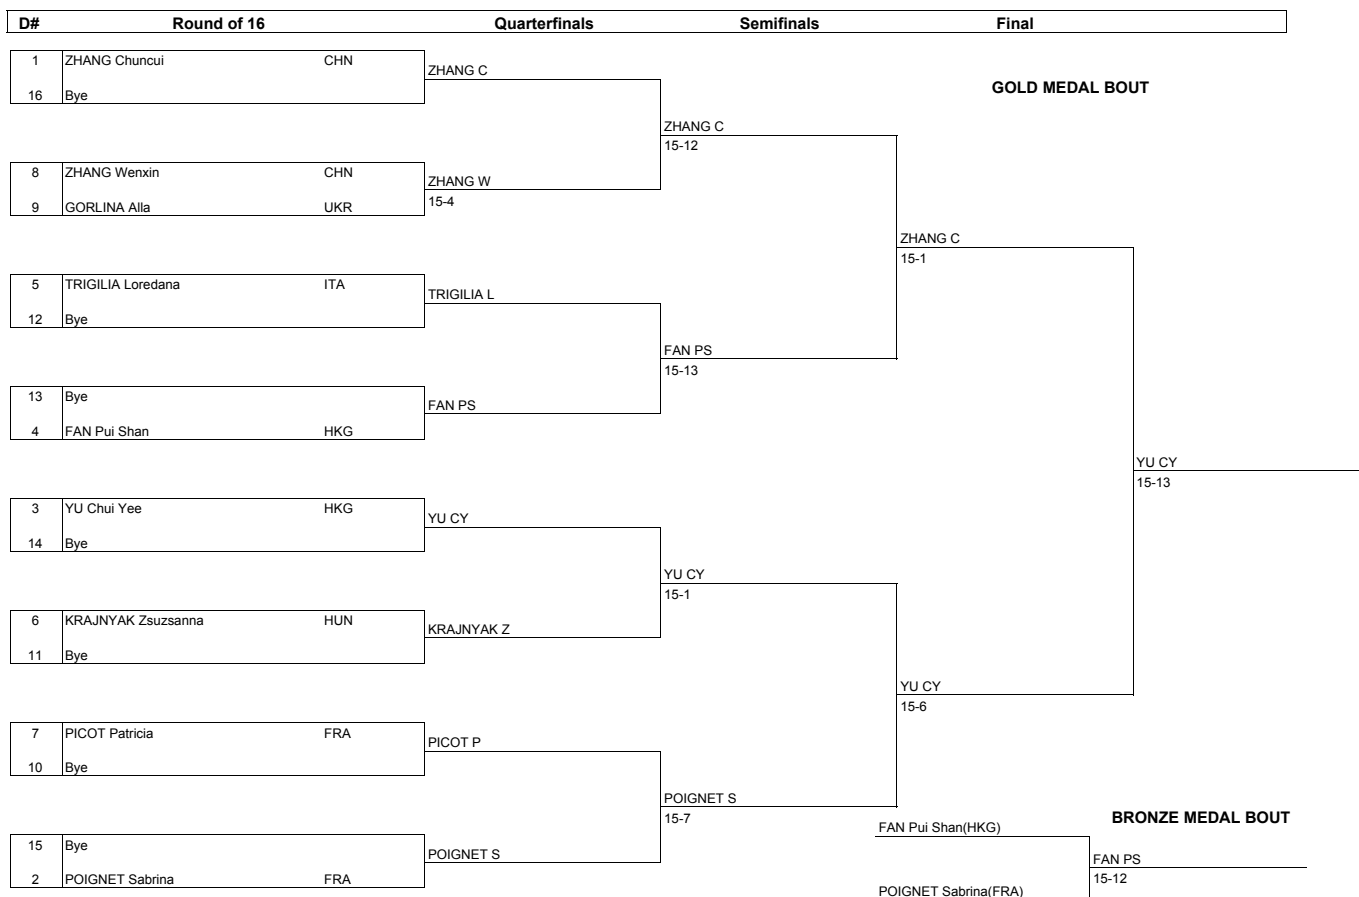 D# Round of 16 Quarterfinals Semifinals Final
1 ZHANG Chuncui CHN
16 Bye
ZHANG C
8 ZHANG Wenxin CHN
9 GORLINA Alla UKR
ZHANG W
15-4
ZHANG C
15-12
5 TRIGILIA Loredana ITA
12 Bye
TRIGILIA L
13 Bye
4 FAN Pui Shan HKG
FAN PS
FAN PS
15-13
ZHANG C
15-1
GOLD MEDAL BOUT
3 YU Chui Yee HKG
14 Bye
YU CY
6 KRAJNYAK Zsuzsanna HUN
11 Bye
KRAJNYAK Z
YU CY
15-1
7 PICOT Patricia FRA
10 Bye
PICOT P
15 Bye
2 POIGNET Sabrina FRA
POIGNET S
POIGNET S
15-7
YU CY
15-6
YU CY
15-13
BRONZE MEDAL BOUT
FAN Pui Shan(HKG)
POIGNET Sabrina(FRA)
FAN PS
15-12